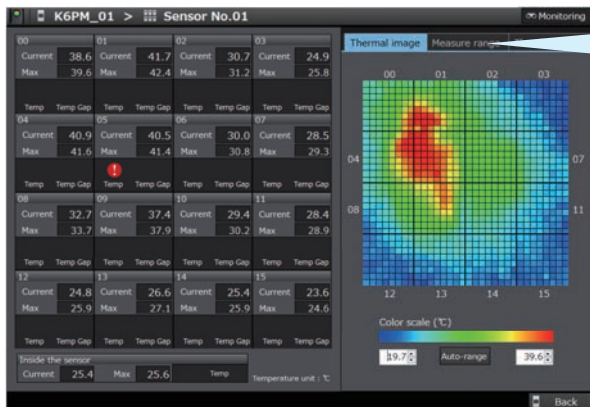 K6PM_01 > Sensor No.01
Monitoring
00 01 02 03
Current 38.6 Current 41.7 Current 30.7 Current 24.9
Max 39.6 Max 42.4 Max 31.2 Max 25.8
Temp Temp Gap Temp Temp Gap Temp Temp Gap Temp Temp Gap
04 05 06 07
Current 40.9 Current 40.5 Current 30.0 Current 28.5
Max 41.6 Max 41.4 Max 30.8 Max 29.3
!
Temp Temp Gap Temp Temp Gap Temp Temp Gap Temp Temp Gap
08 09 10 11
Current 32.7 Current 37.4 Current 29.4 Current 28.4
Max 33.7 Max 37.9 Max 30.2 Max 28.9
Temp Temp Gap Temp Temp Gap Temp Temp Gap Temp Temp Gap
12 13 14 15
Current 24.8 Current 26.6 Current 25.4 Current 23.6
Max 25.9 Max 27.1 Max 25.9 Max 24.6
Temp Temp Gap Temp Temp Gap Temp Temp Gap Temp Temp Gap
Inside the sensor
Current 25.4 Max 25.6 Temp
Temperature unit : ℃
Thermal image Measure range
00 01 02 03
04 07
08 11
12 13 14 15
Color scale (℃)
19.7 Auto-range 39.6
Back